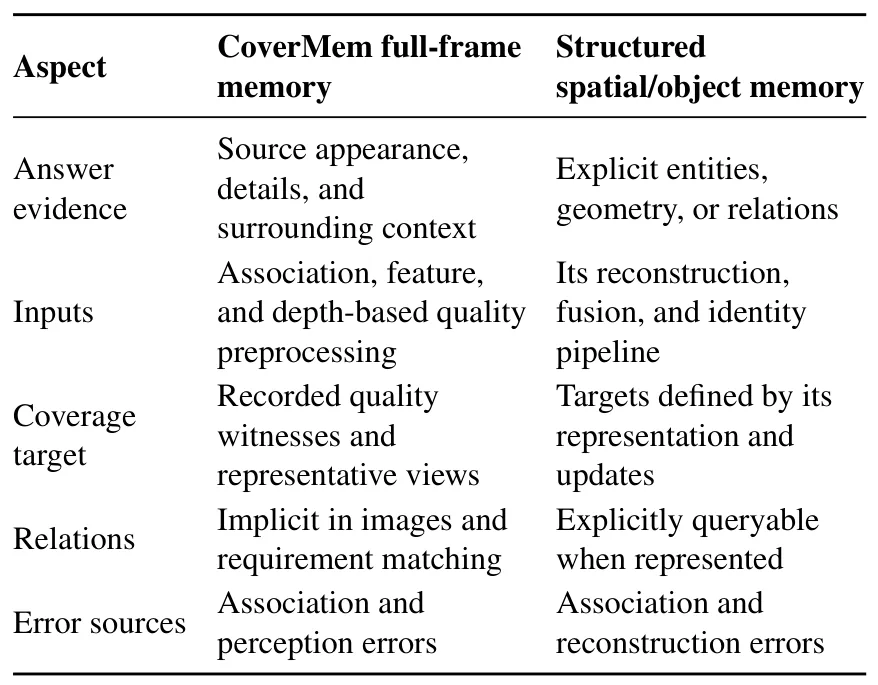 Aspect
CoverMem full-frame
memory
Structured
spatial/object memory
Answer
evidence
Source appearance,
details, and
surrounding context
Explicit entities,
geometry, or relations
Inputs
Association, feature,
and depth-based quality
preprocessing
Its reconstruction,
fusion, and identity
pipeline
Coverage
target
Recorded quality
witnesses and
representative views
Targets defined by its
representation and
updates
Relations
Implicit in images and
requirement matching
Explicitly queryable
when represented
Error sources
Association and
perception errors
Association and
reconstruction errors